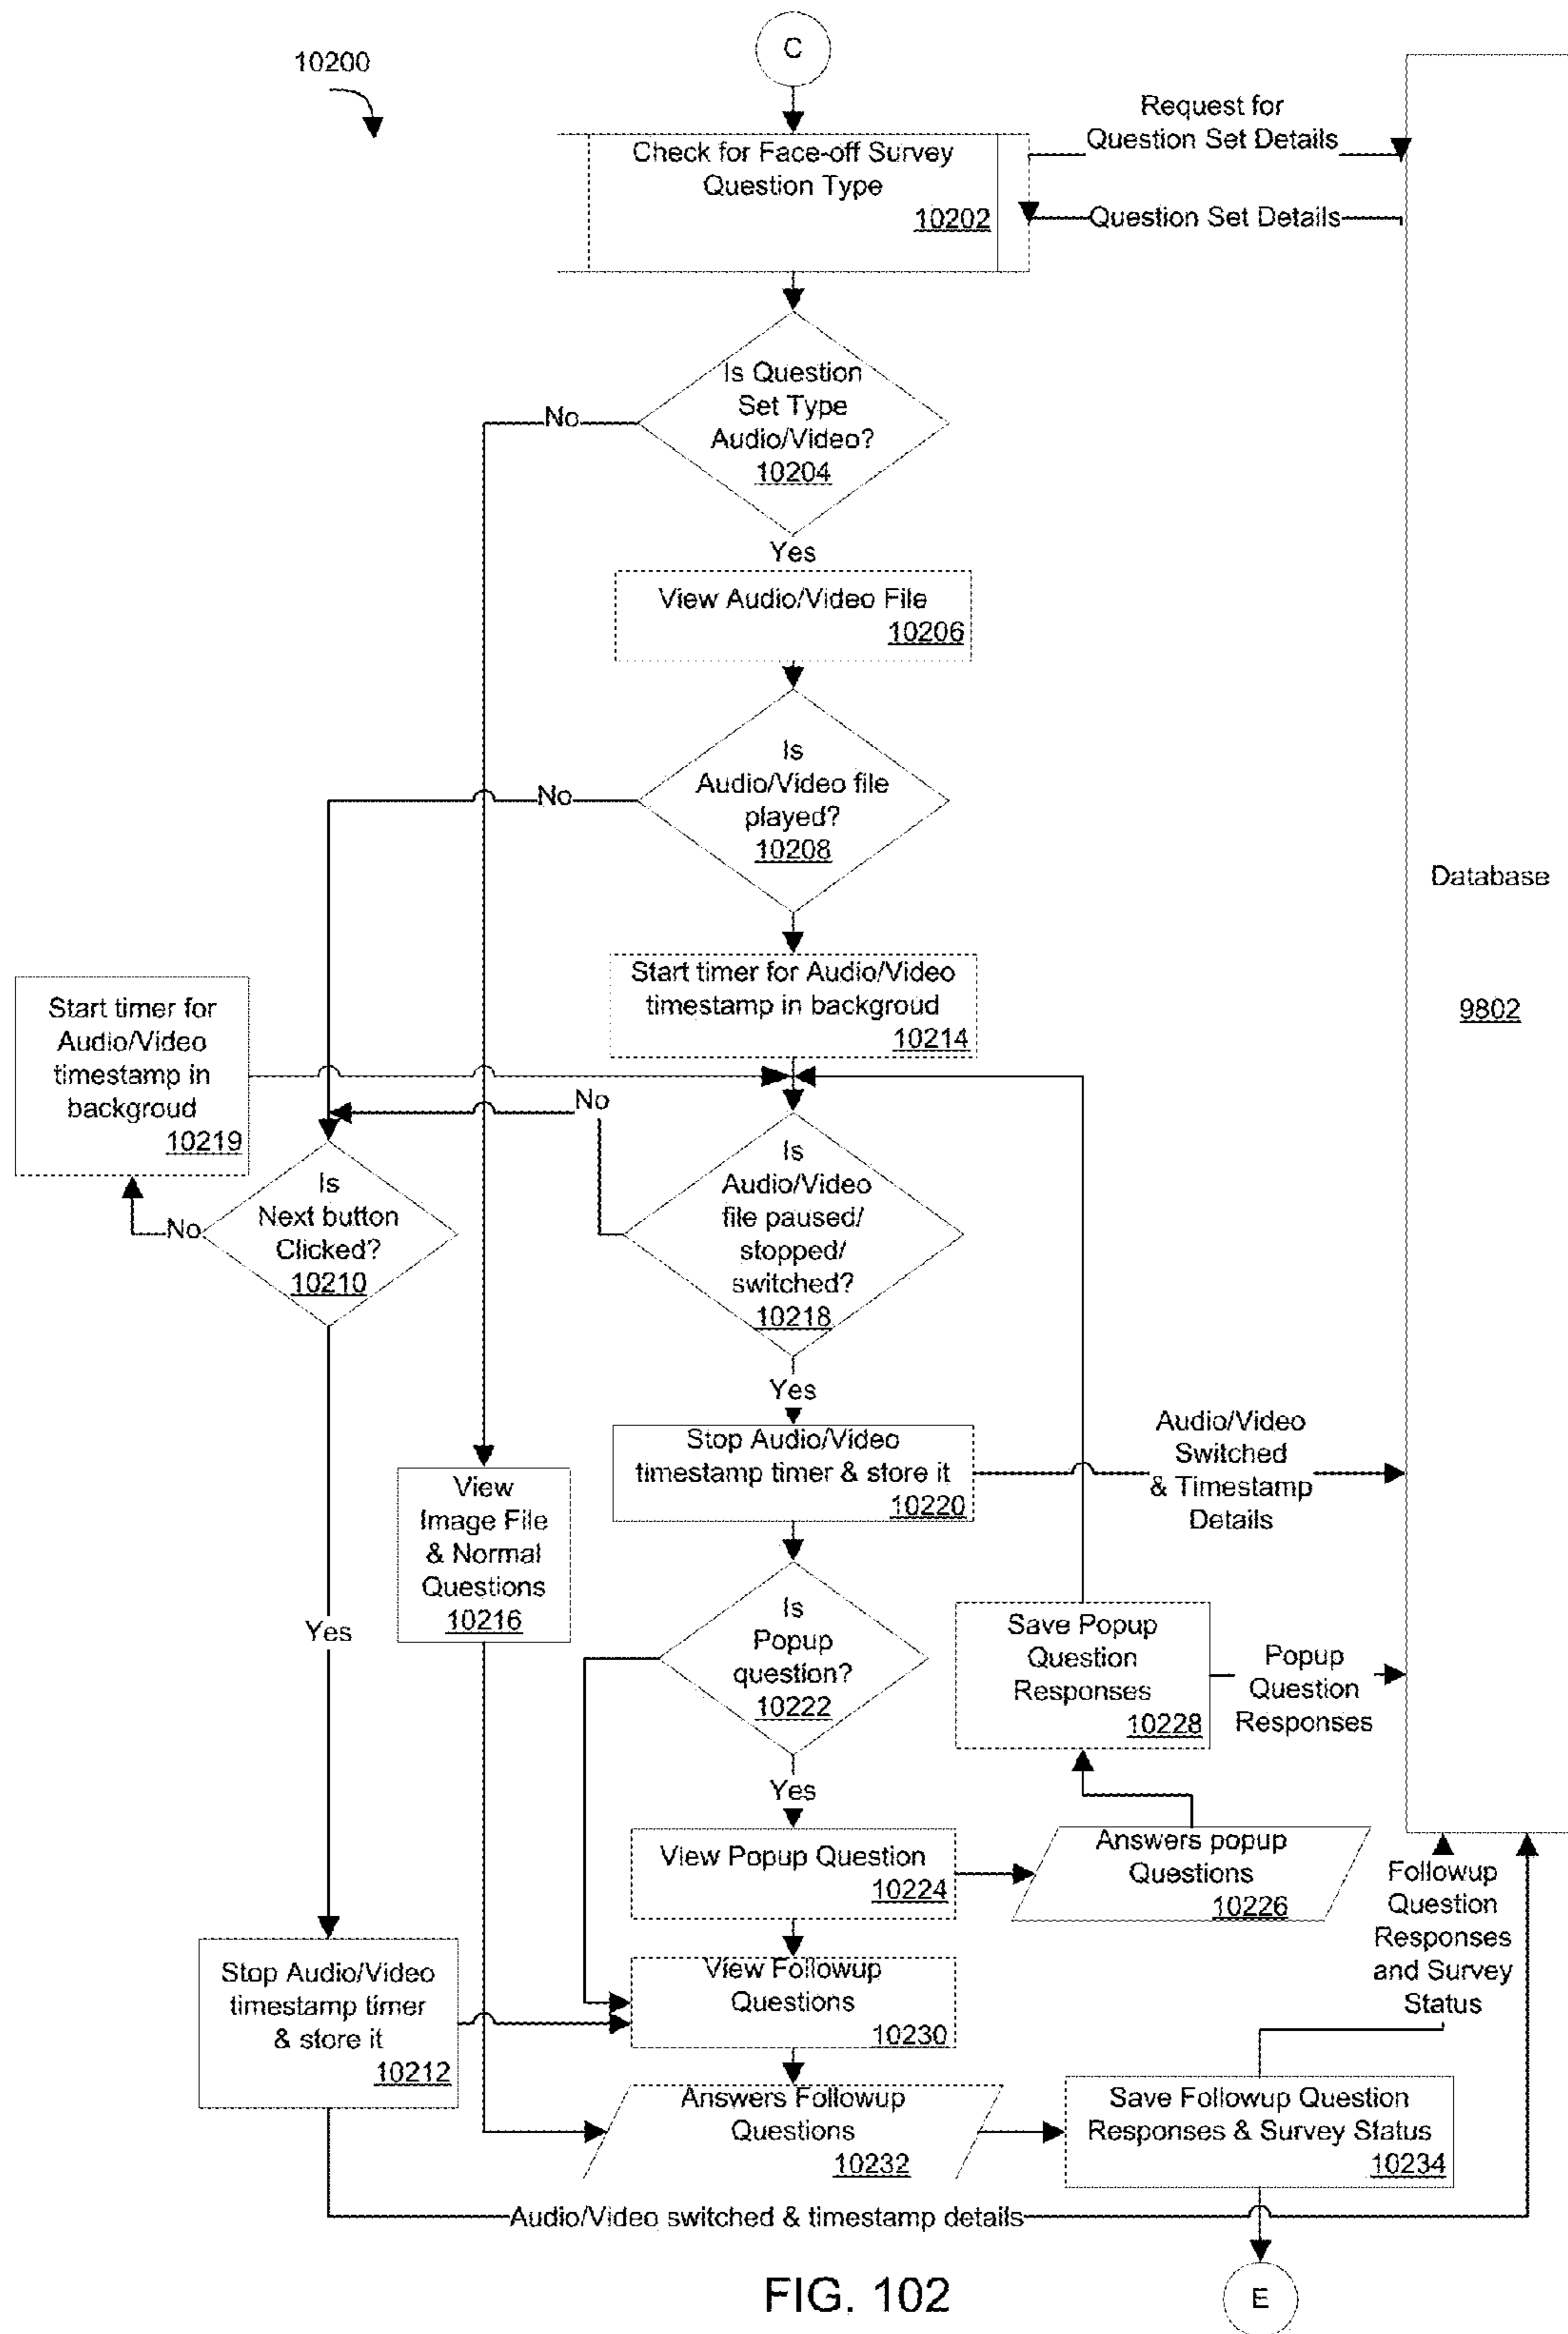 C
10200
Request for
Question Set Details
Check for Face-off Survey
Question Type
10202
Question Set Details
Is Question
Set Type
Audio/Video?
10204
No
Yes
View Audio/Video File
10206
Is
Audio/Video file
played?
10208
No
Database
9802
Start timer for Audio/Video
timestamp in backgroud
10214
Start timer for
Audio/Video
timestamp in
backgroud
10219
No
Is
Next button
Clicked?
10210
No
Is
Audio/Video
file paused/
stopped/
switched?
10218
Yes
Stop Audio/Video
timestamp timer & store it
10220
Audio/Video
Switched
& Timestamp
Details
View
Image File
& Normal
Questions
10216
Yes
Is
Popup
question?
10222
Save Popup
Question
Responses
10228
Popup
Question
Responses
Yes
View Popup Question
10224
Answers popup
Questions
10226
Followup
Question
Responses
and Survey
Status
Stop Audio/Video
timestamp timer
& store it
10212
View Followup
Questions
10230
Answers Followup
Questions
10232
Save Followup Question
Responses & Survey Status
10234
Audio/Video switched & timestamp details
FIG. 102
E